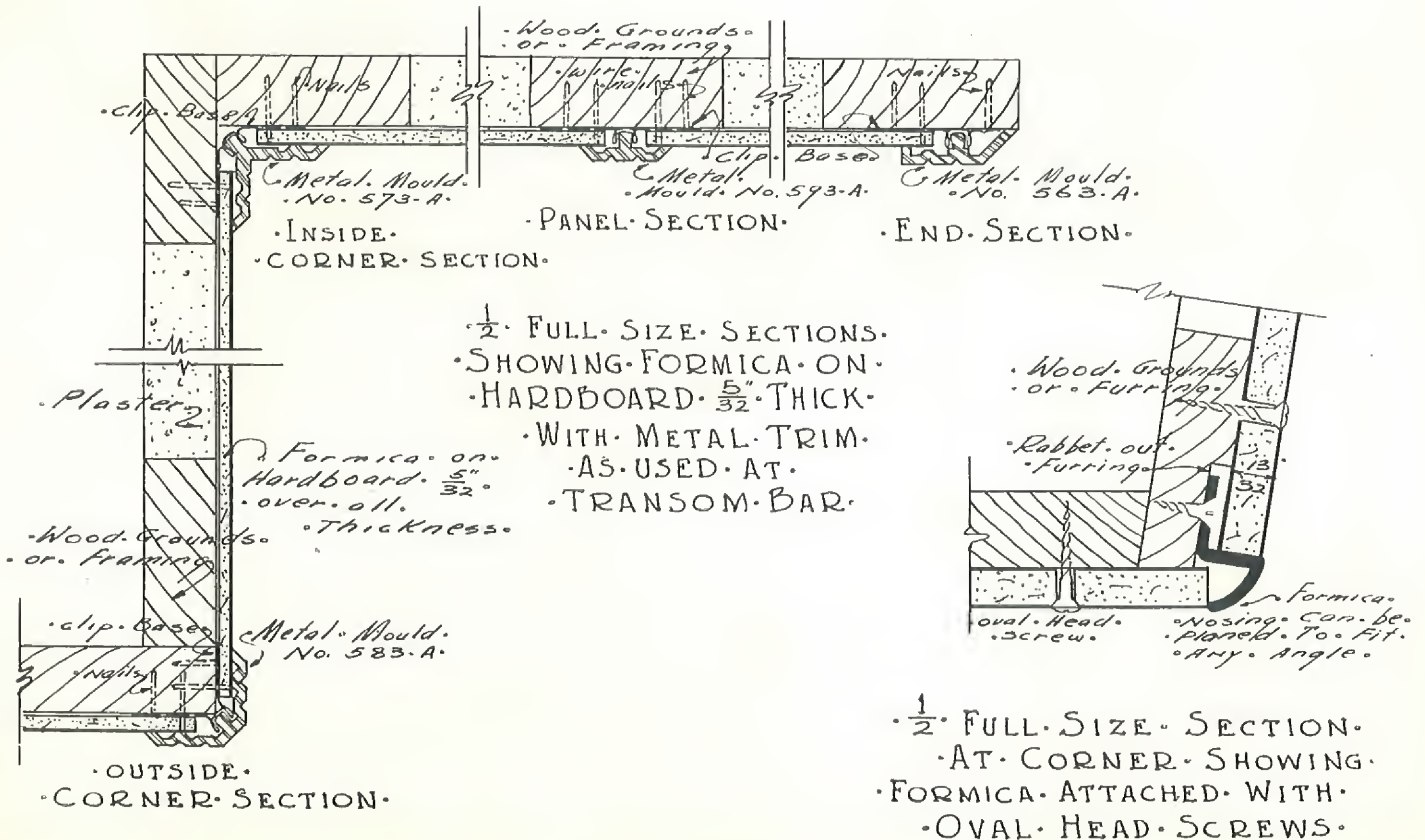 ·Wood·Grounds·
·or·Framing
·Nails
·Wire·
·nails·
·Nails·
·Clip·Base
·Clip·Base
·Metal·Mould·
·No. 573-A·
·Metal·
·Mould·No. 593-A·
·Metal·Mould·
·No. 563-A·
·INSIDE·
·CORNER·SECTION·
·PANEL·SECTION·
·END·SECTION·
·1/2· FULL·SIZE·SECTIONS·
·SHOWING·FORMICA·ON·
·HARDBOARD· 5/32"·THICK·
·WITH·METAL·TRIM·
·AS·USED·AT·
·TRANSOM·BAR·
·Plaster
Formica·on·
Hardboard· 5/32"·
·over·all·
·Thickness·
·Wood·Grounds·
·or·Framing
·clip·Base
·Metal·Mould·
No. 583-A·
·Nails
·OUTSIDE·
·CORNER·SECTION·
·Wood·Grounds
·or·Furring·
·Rabbet·out·
·Furring·
13/32
oval·Head·
·screw·
·Formica·
·Nosing·Can·be·
·Planed·To·Fit·
·Any·Angle·
·1/2· FULL·SIZE·SECTION·
·AT·CORNER·SHOWING·
·FORMICA·ATTACHED·WITH·
·OVAL·HEAD·SCREWS·